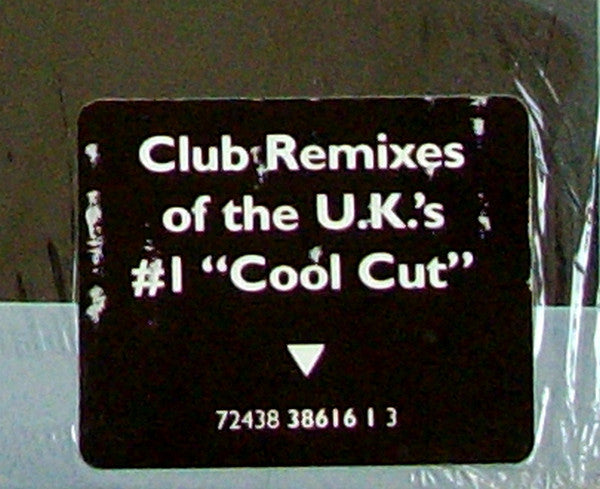 Club Remixes
of the U.K.'s
#1 “Cool Cut”
72438 38616 1 3